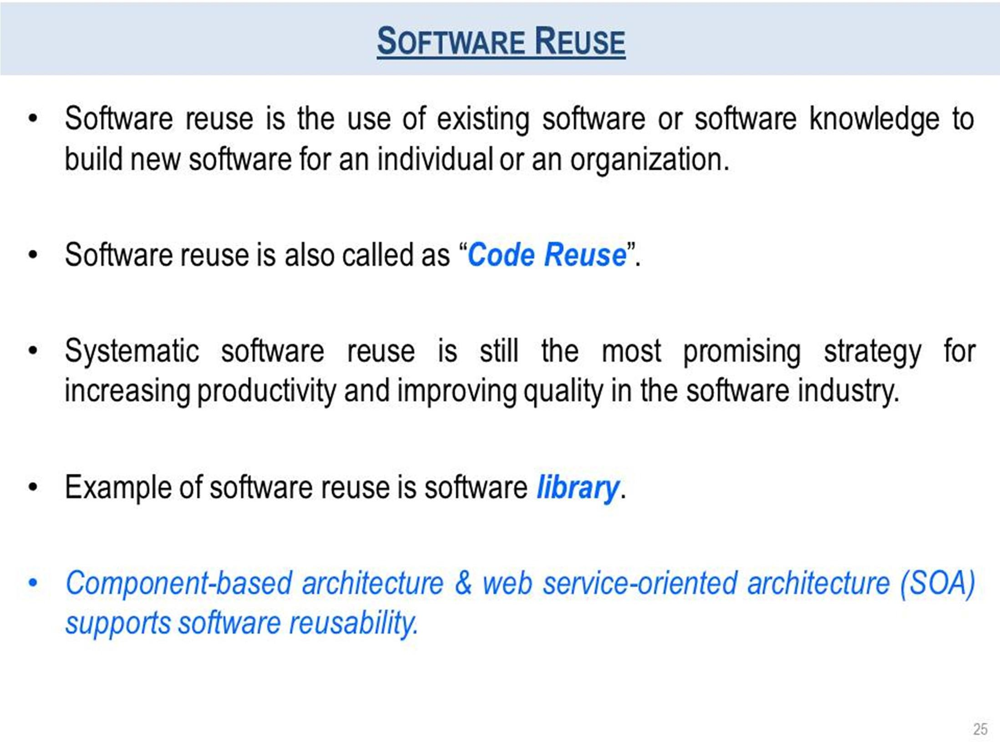 SOFTWARE REUSE
• Software reuse is the use of existing software or software knowledge to
build new software for an individual or an organization.
• Software reuse is also called as “Code Reuse”.
• Systematic software reuse is still the most promising strategy for
increasing productivity and improving quality in the software industry.
• Example of software reuse is software library.
• Component-based architecture & web service-oriented architecture (SOA)
supports software reusability.
25